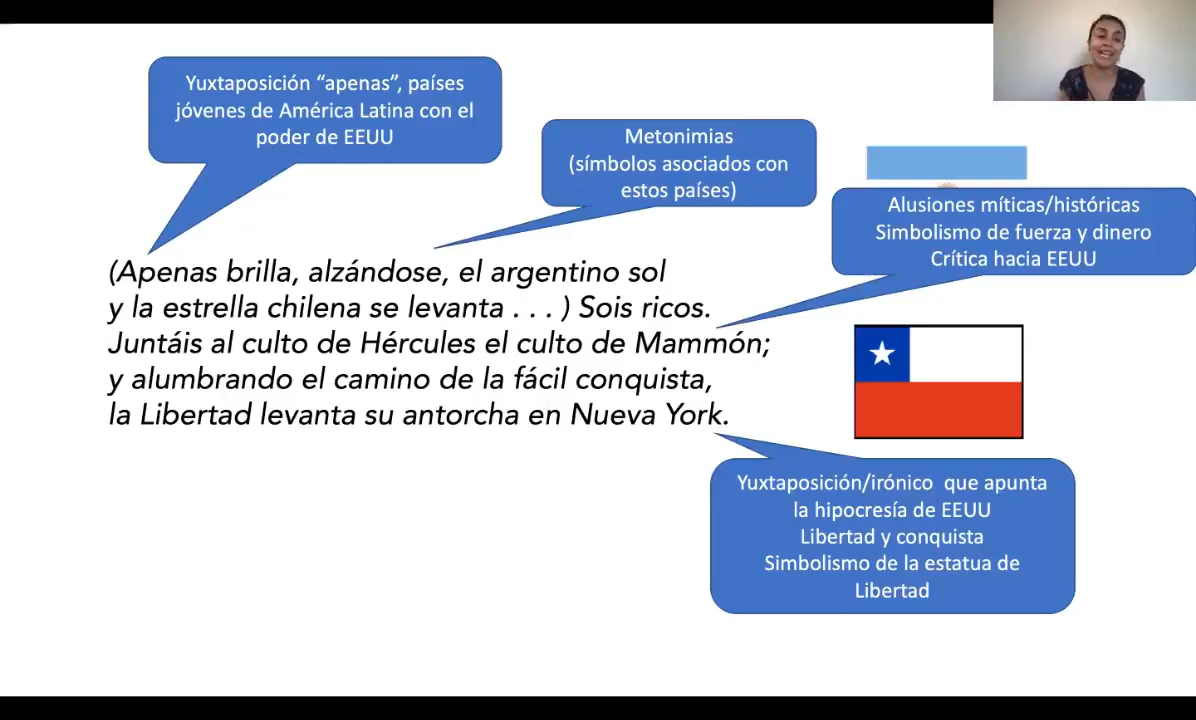 Yuxtaposición “apenas”, países
jóvenes de América Latina con el
poder de EEUU
Metonimias
(símbolos asociados con
estos países)
Alusiones míticas/históricas
Simbolismo de fuerza y dinero
Crítica hacia EEUU
(Apenas brilla, alzándose, el argentino sol
y la estrella chilena se levanta . . . ) Sois ricos.
Juntáis al culto de Hércules el culto de Mammón;
y alumbrando el camino de la fácil conquista,
la Libertad levanta su antorcha en Nueva York.
Yuxtaposición/irónico que apunta
la hipocresía de EEUU
Libertad y conquista
Simbolismo de la estatua de
Libertad